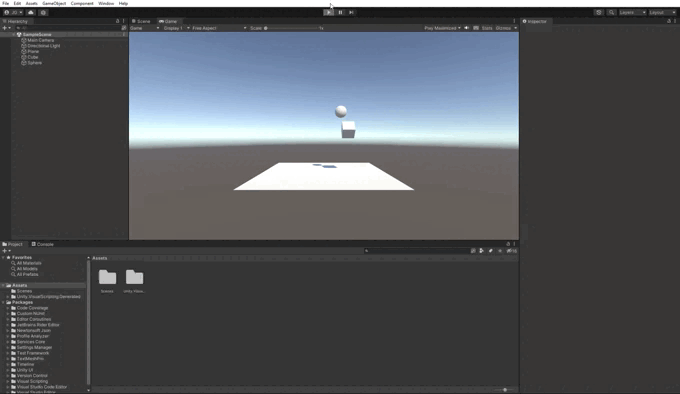 File Edit Assets GameObject Component Window Help
Layers Layout
Hierarchy
Scene Game
Inspector
Game Display 1 Free Aspect Scale 1x Play Maximized Stats Gizmos
SampleScene
Main Camera
Directional Light
Plane
Cube
Sphere
Project Console
Favorites
All Materials
All Models
All Prefabs
Assets
Scenes
Unity.VisualScripting.Generated
Packages
Code Coverage
Custom NUnit
Editor Coroutines
JetBrains Rider Editor
Newtonsoft Json
Profile Analyzer
Services Core
Settings Manager
Test Framework
TextMeshPro
Timeline
Unity UI
Version Control
Visual Scripting
Visual Studio Code Editor
Visual Studio Editor
Assets
Scenes